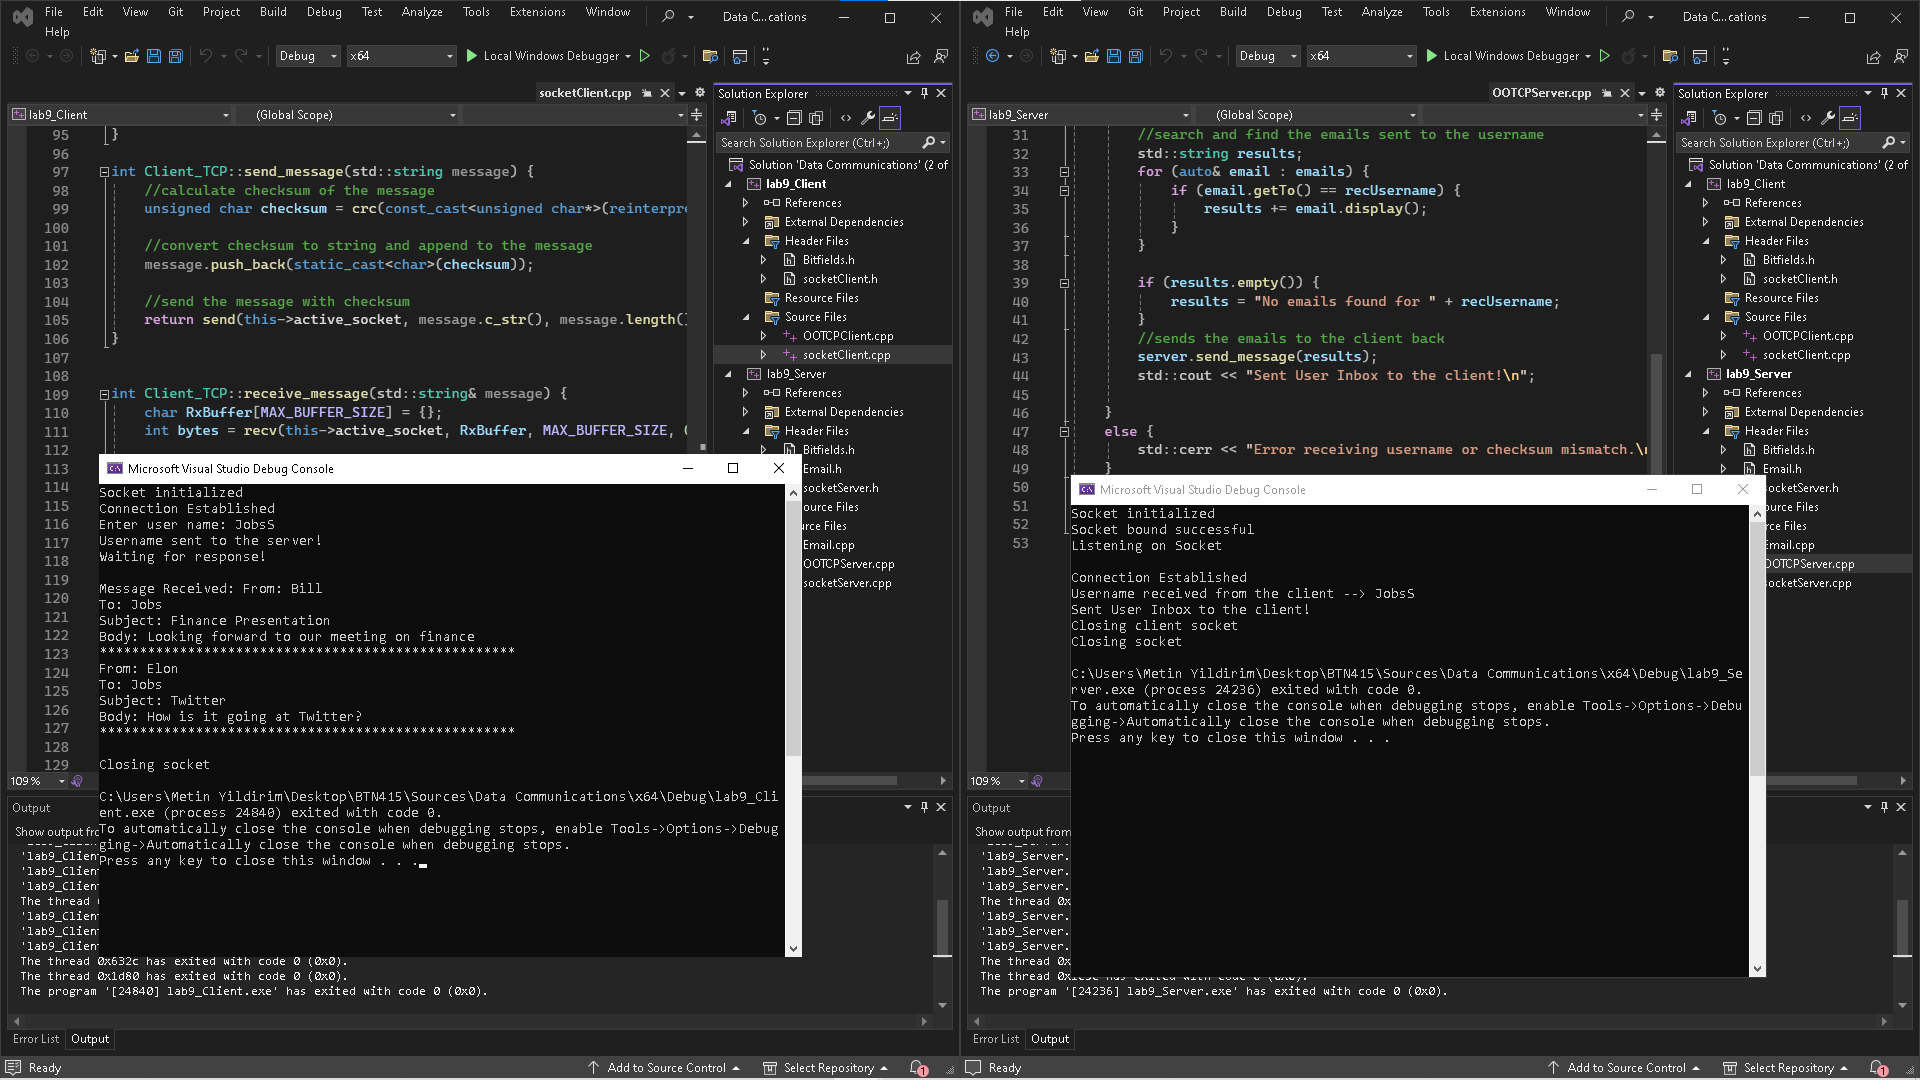 File Edit View Git Project Build Debug Test Analyze Tools Extensions Window Data C...cations
Help
Debug x64 Local Windows Debugger
socketClient.cpp
lab9_Client (Global Scope)
95 }
96
97 int Client_TCP::send_message(std::string message) {
98 //calculate checksum of the message
99 unsigned char checksum = crc(const_cast<unsigned char*>(reinterpre
100
101 //convert checksum to string and append to the message
102 message.push_back(static_cast<char>(checksum));
103
104 //send the message with checksum
105 return send(this->active_socket, message.c_str(), message.length()
106 }
107
108
109 int Client_TCP::receive_message(std::string& message) {
110 char RxBuffer[MAX_BUFFER_SIZE] = {};
111 int bytes = recv(this->active_socket, RxBuffer, MAX_BUFFER_SIZE,
112
113
114
115
116
117
118
119
120
121
122
123
124
125
126
127
128
129
109 %
Solution Explorer
Search Solution Explorer (Ctrl+;)
Solution 'Data Communications' (2 of
lab9_Client
References
External Dependencies
Header Files
Bitfields.h
socketClient.h
Resource Files
Source Files
OOTCPClient.cpp
socketClient.cpp
lab9_Server
References
External Dependencies
Header Files
Bitfields.h
Email.h
socketServer.h
ource Files
rce Files
Email.cpp
OOTCPServer.cpp
socketServer.cpp
Microsoft Visual Studio Debug Console
Socket initialized
Connection Established
Enter user name: JobsS
Username sent to the server!
Waiting for response!
Message Received: From: Bill
To: Jobs
Subject: Finance Presentation
Body: Looking forward to our meeting on finance
****************************************************
From: Elon
To: Jobs
Subject: Twitter
Body: How is it going at Twitter?
****************************************************
Closing socket
C:\Users\Metin Yildirim\Desktop\BTN415\Sources\Data Communications\x64\Debug\lab9_Cli
ent.exe (process 24840) exited with code 0.
To automatically close the console when debugging stops, enable Tools->Options->Debug
ging->Automatically close the console when debugging stops.
Press any key to close this window . . .
Output
Show output fro
'lab9_Clien
'lab9_Clien
'lab9_Clien
The thread
'lab9_Clien
'lab9_Clien
'lab9_Clien
The thread 0x632c has exited with code 0 (0x0).
The thread 0x1d80 has exited with code 0 (0x0).
The program '[24840] lab9_Client.exe' has exited with code 0 (0x0).
Error List Output
Ready Add to Source Control Select Repository 1
File Edit View Git Project Build Debug Test Analyze Tools Extensions Window Data C...cations
Help
Debug x64 Local Windows Debugger
OOTCPServer.cpp
lab9_Server (Global Scope)
31 //search and find the emails sent to the username
32 std::string results;
33 for (auto& email : emails) {
34 if (email.getTo() == recUsername) {
35 results += email.display();
36 }
37 }
38
39 if (results.empty()) {
40 results = "No emails found for " + recUsername;
41 }
42 //sends the emails to the client back
43 server.send_message(results);
44 std::cout << "Sent User Inbox to the client!\n";
45
46 }
47 else {
48 std::cerr << "Error receiving username or checksum mismatch.\
49 }
50
51
52
53
109 %
Solution Explorer
Search Solution Explorer (Ctrl+;)
Solution 'Data Communications' (2 of
lab9_Client
References
External Dependencies
Header Files
Bitfields.h
socketClient.h
Resource Files
Source Files
OOTCPClient.cpp
socketClient.cpp
lab9_Server
References
External Dependencies
Header Files
Bitfields.h
Email.h
socketServer.h
ource Files
rce Files
Email.cpp
OOTCPServer.cpp
socketServer.cpp
Microsoft Visual Studio Debug Console
Socket initialized
Socket bound successful
Listening on Socket
Connection Established
Username received from the client --> JobsS
Sent User Inbox to the client!
Closing client socket
Closing socket
C:\Users\Metin Yildirim\Desktop\BTN415\Sources\Data Communications\x64\Debug\lab9_Se
rver.exe (process 24236) exited with code 0.
To automatically close the console when debugging stops, enable Tools->Options->Debu
gging->Automatically close the console when debugging stops.
Press any key to close this window . . .
Output
Show output from
'lab9_Server.
'lab9_Server.
'lab9_Server.
The thread 0x
'lab9_Server.
'lab9_Server.
'lab9_Server.
The thread 0x
The thread has exited with code 0 (0x0).
The program '[24236] lab9_Server.exe' has exited with code 0 (0x0).
Error List Output
Ready Add to Source Control Select Repository 1